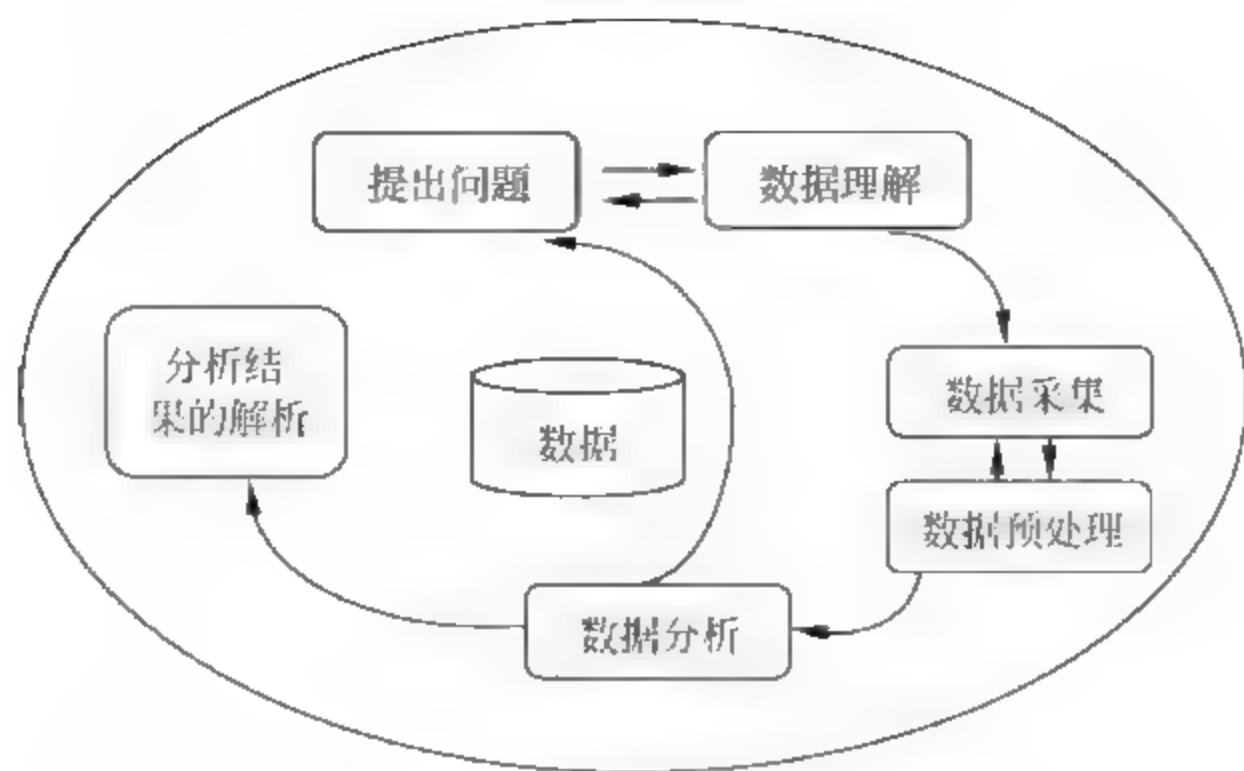 提出问题
数据理解
分析结
果的解析
数据
数据采集
数据预处理
数据分析